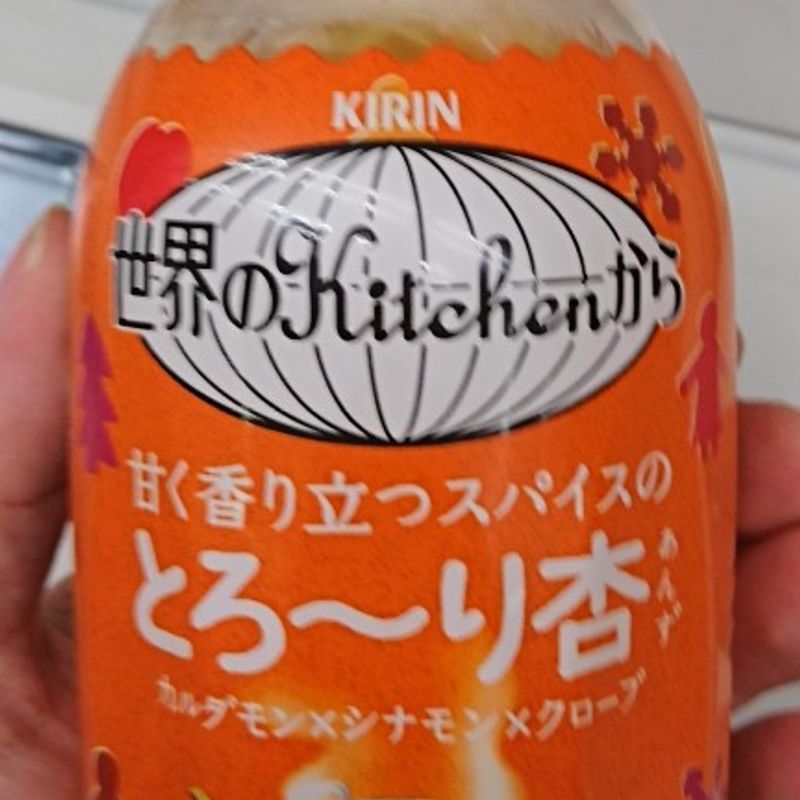 KIRIN
世界のKitchenから
甘く香り立つスパイスの
とろ〜り杏
あんず
カルダモン×シナモン×クローブ